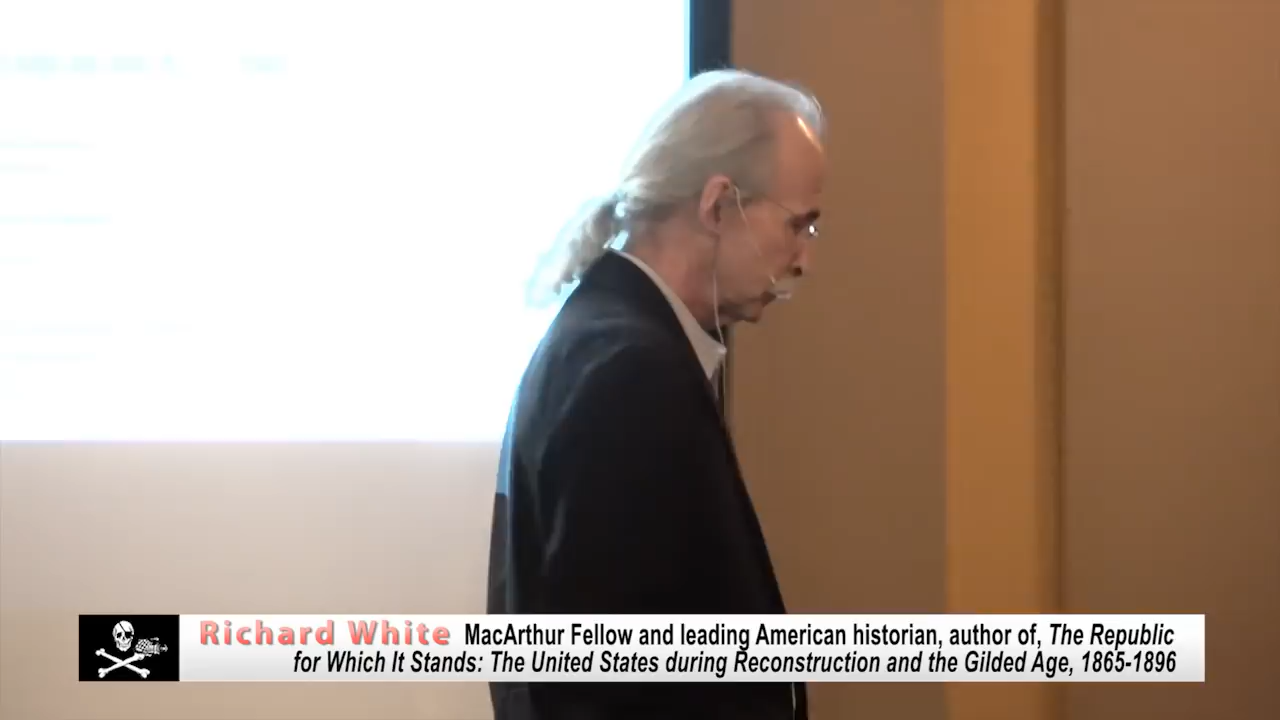 Richard White MacArthur Fellow and leading American historian, author of, The Republic
for Which It Stands: The United States during Reconstruction and the Gilded Age, 1865-1896